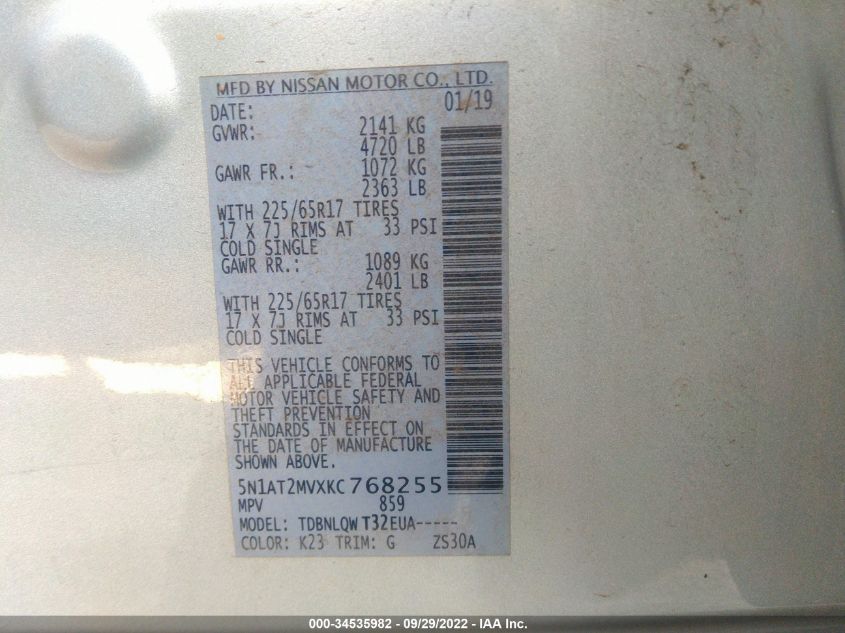 MFD BY NISSAN MOTOR CO., LTD.
DATE: 01/19
GVWR: 2141 KG
4720 LB
GAWR FR.: 1072 KG
2363 LB
WITH 225/65R17 TIRES
17 X 7J RIMS AT 33 PSI
COLD SINGLE
GAWR RR.: 1089 KG
2401 LB
WITH 225/65R17 TIRES
17 X 7J RIMS AT 33 PSI
COLD SINGLE
THIS VEHICLE CONFORMS TO
ALL APPLICABLE FEDERAL
MOTOR VEHICLE SAFETY AND
THEFT PREVENTION
STANDARDS IN EFFECT ON
THE DATE OF MANUFACTURE
SHOWN ABOVE.
5N1AT2MVXKC768255
MPV 859
MODEL: TDBNLQW T32EUA-----
COLOR: K23 TRIM: G ZS30A
000-34535982 - 09/29/2022 - IAA Inc.